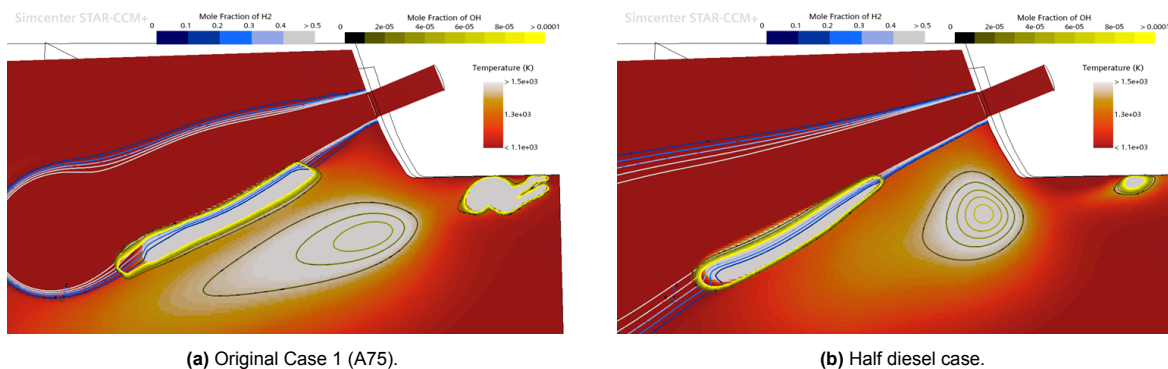 Simcenter STAR-CCM+
Mole Fraction of H2
0 0.1 0.2 0.3 0.4 > 0.5
Mole Fraction of OH
0 2e-05 4e-05 6e-05 8e-05 > 0.0001
Temperature (K)
> 1.5e+03
1.3e+03
< 1.1e+03
(a) Original Case 1 (A75).
Simcenter STAR-CCM+
Mole Fraction of H2
0 0.1 0.2 0.3 0.4 > 0.5
Mole Fraction of OH
0 2e-05 4e-05 6e-05 8e-05 > 0.0001
Temperature (K)
> 1.5e+03
1.3e+03
< 1.1e+03
(b) Half diesel case.